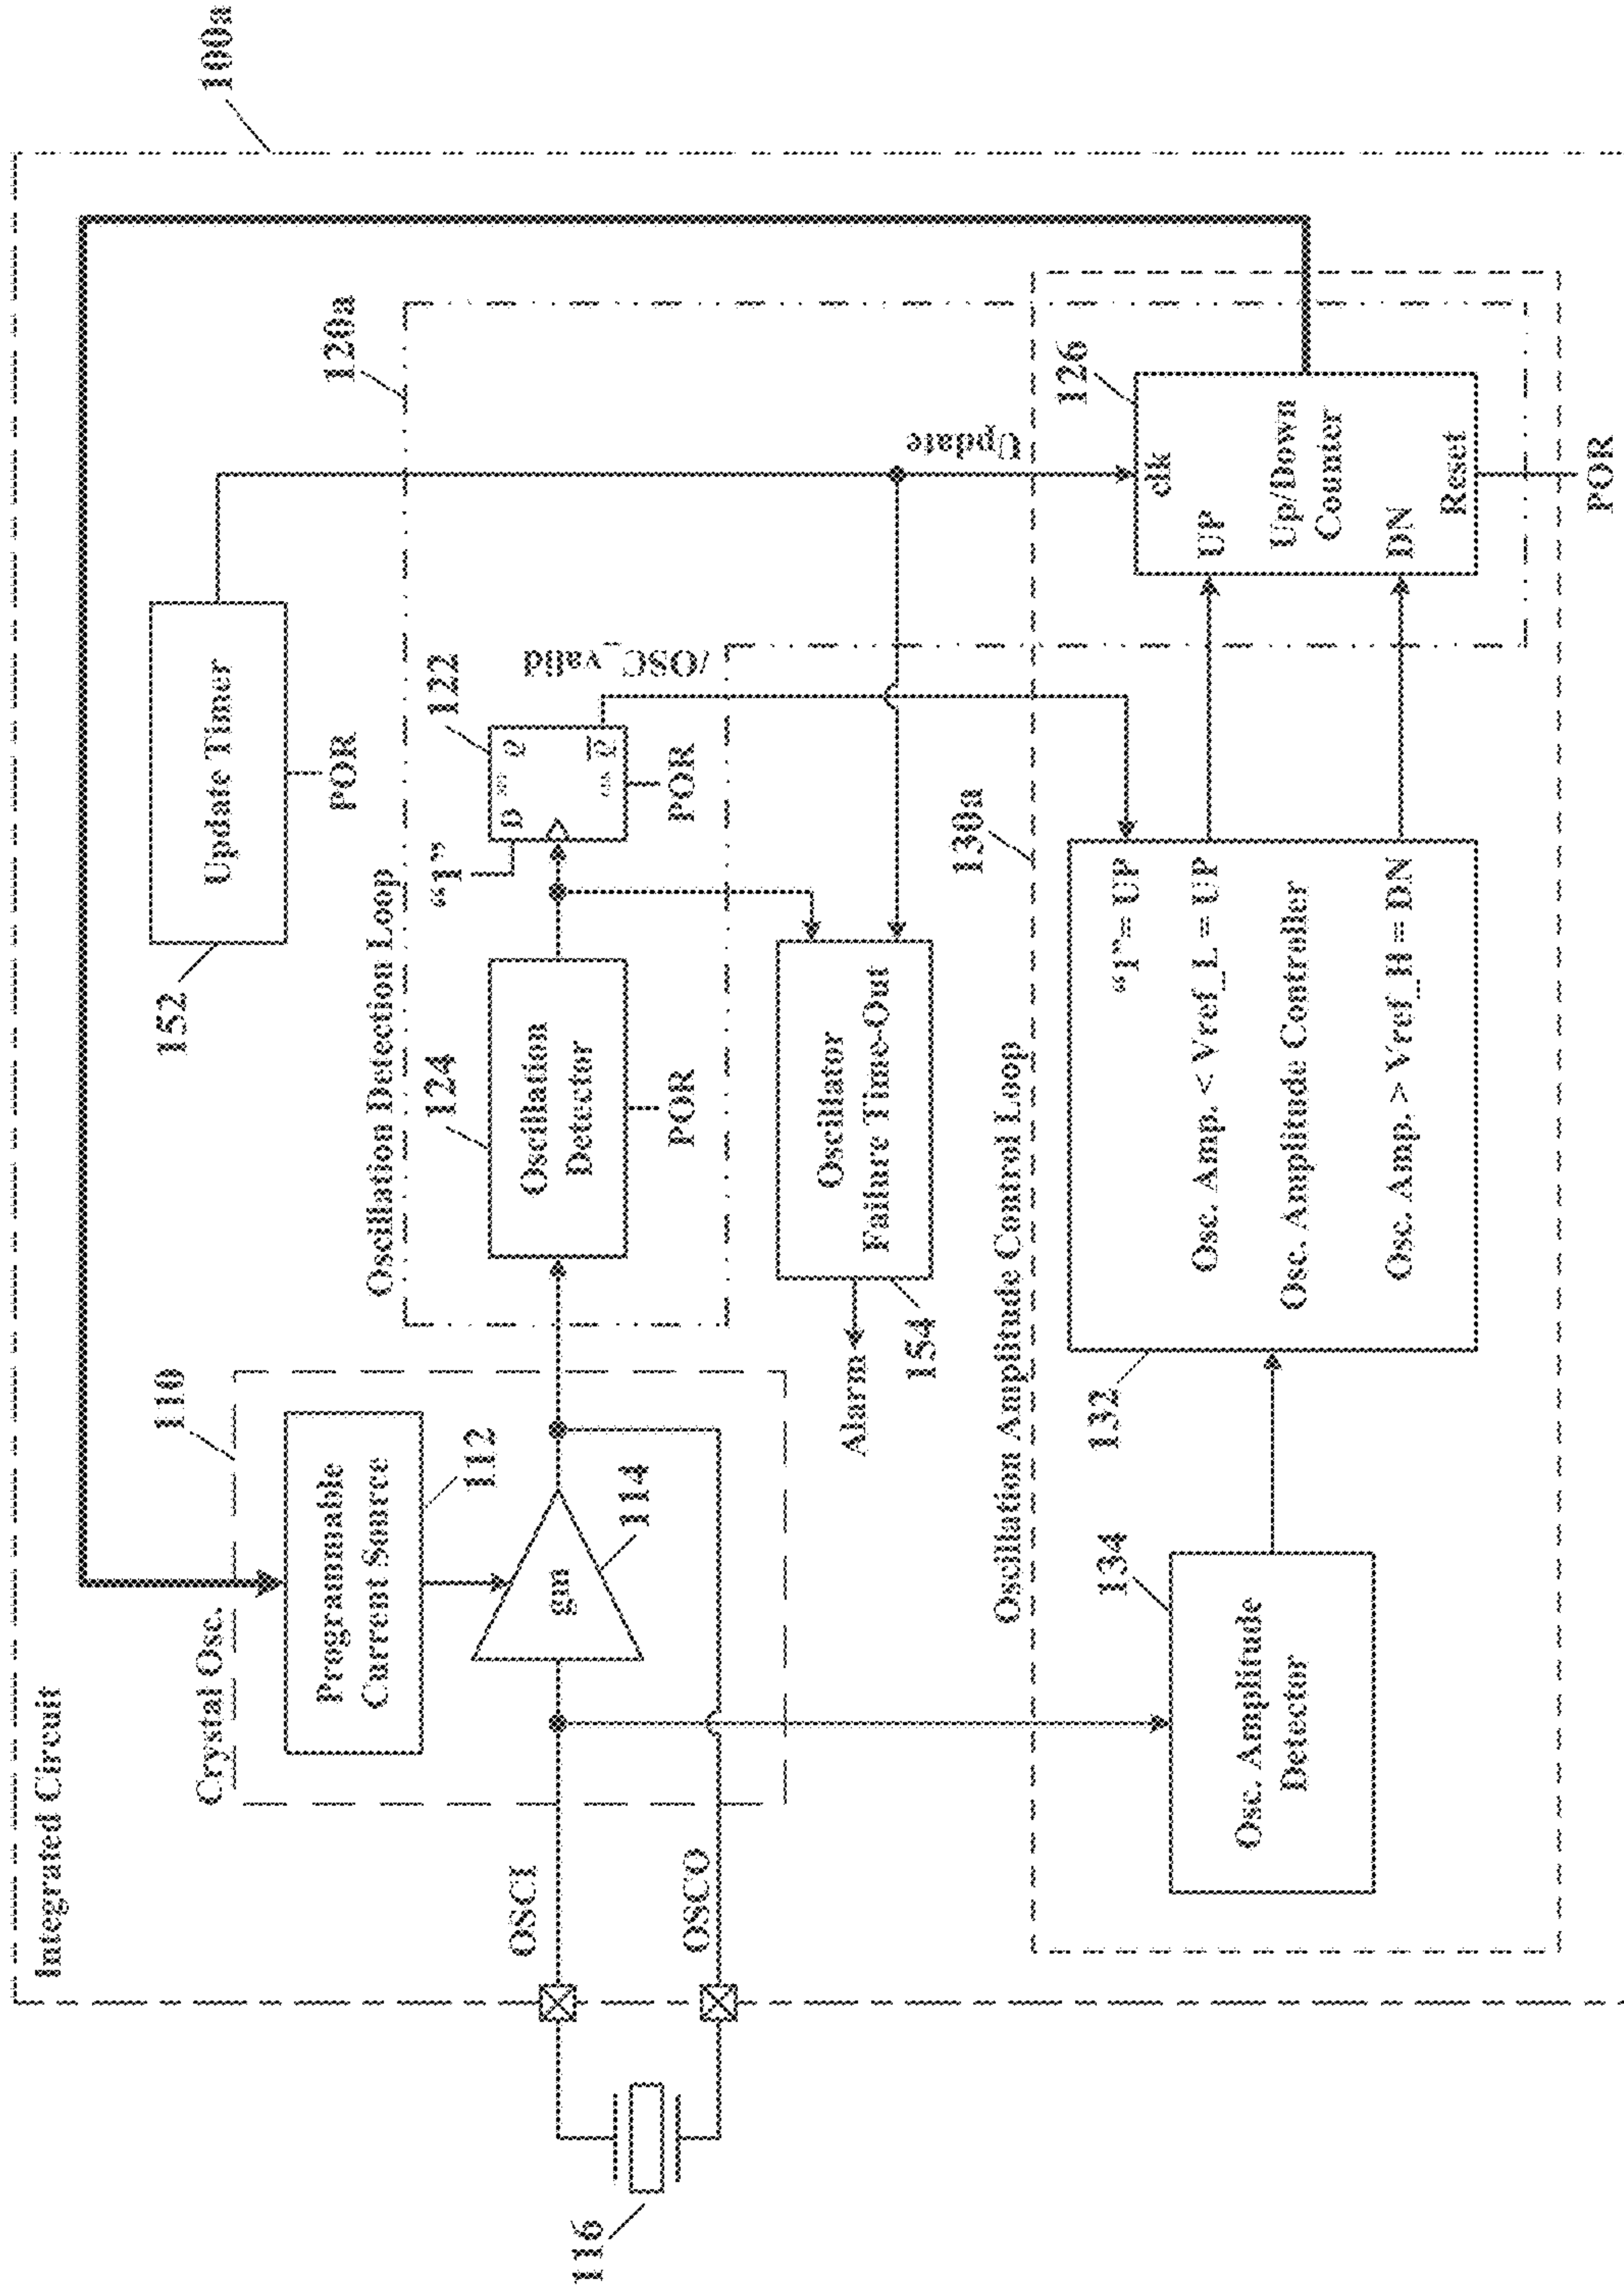 100a
Integrated Circuit
Crystal Osc.
110
Programmable
Current Source
112
gm
114
OSCI
OSCO
116
152
Update Timer
POR
120a
Oscillation Detection Loop
124
Oscillation
Detector
POR
"1"
122
D
Q
Q
POR
/OSC_valid
Update
Oscillator
Failure Time-Out
Alarm
154
Oscillation Amplitude Control Loop
130a
134
Osc. Amplitude
Detector
132
"1"= UP
Osc. Amp. < Vref_L = UP
Osc. Amplitude Controller
Osc. Amp. > Vref_H = DN
126
clk
UP
Up/Down
Counter
DN
Reset
POR